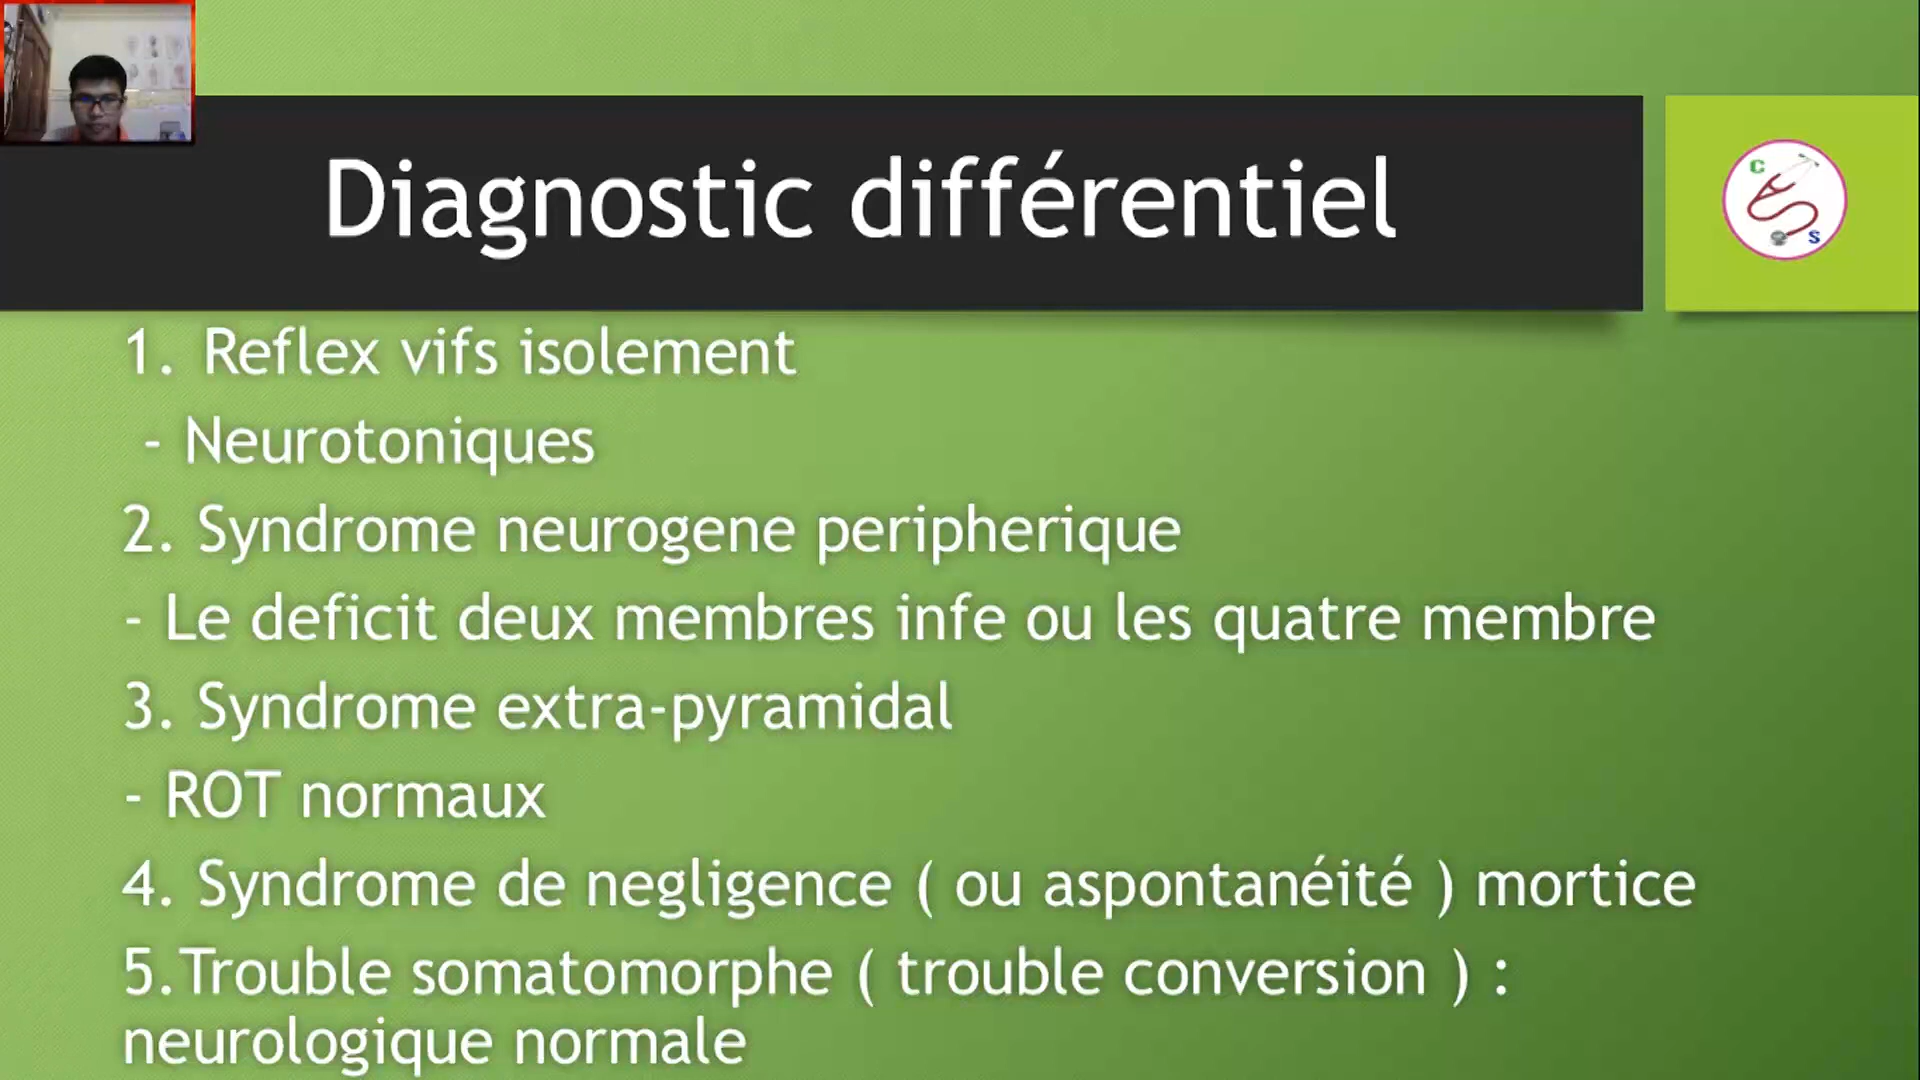 Diagnostic différentiel
C
S
1. Reflex vifs isolement
- Neurotoniques
2. Syndrome neurogene peripherique
- Le deficit deux membres infe ou les quatre membre
3. Syndrome extra-pyramidal
- ROT normaux
4. Syndrome de negligence ( ou aspontanéité ) mortice
5.Trouble somatomorphe ( trouble conversion ) :
neurologique normale